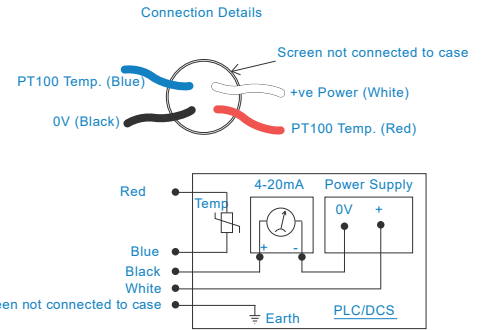 Connection Details
Screen not connected to case
PT100 Temp. (Blue)
+ve Power (White)
0V (Black)
PT100 Temp. (Red)
Red
Temp
4-20mA
Power Supply
0V +
+ -
Blue
Black
White
not connected to case
Earth
PLC/DCS